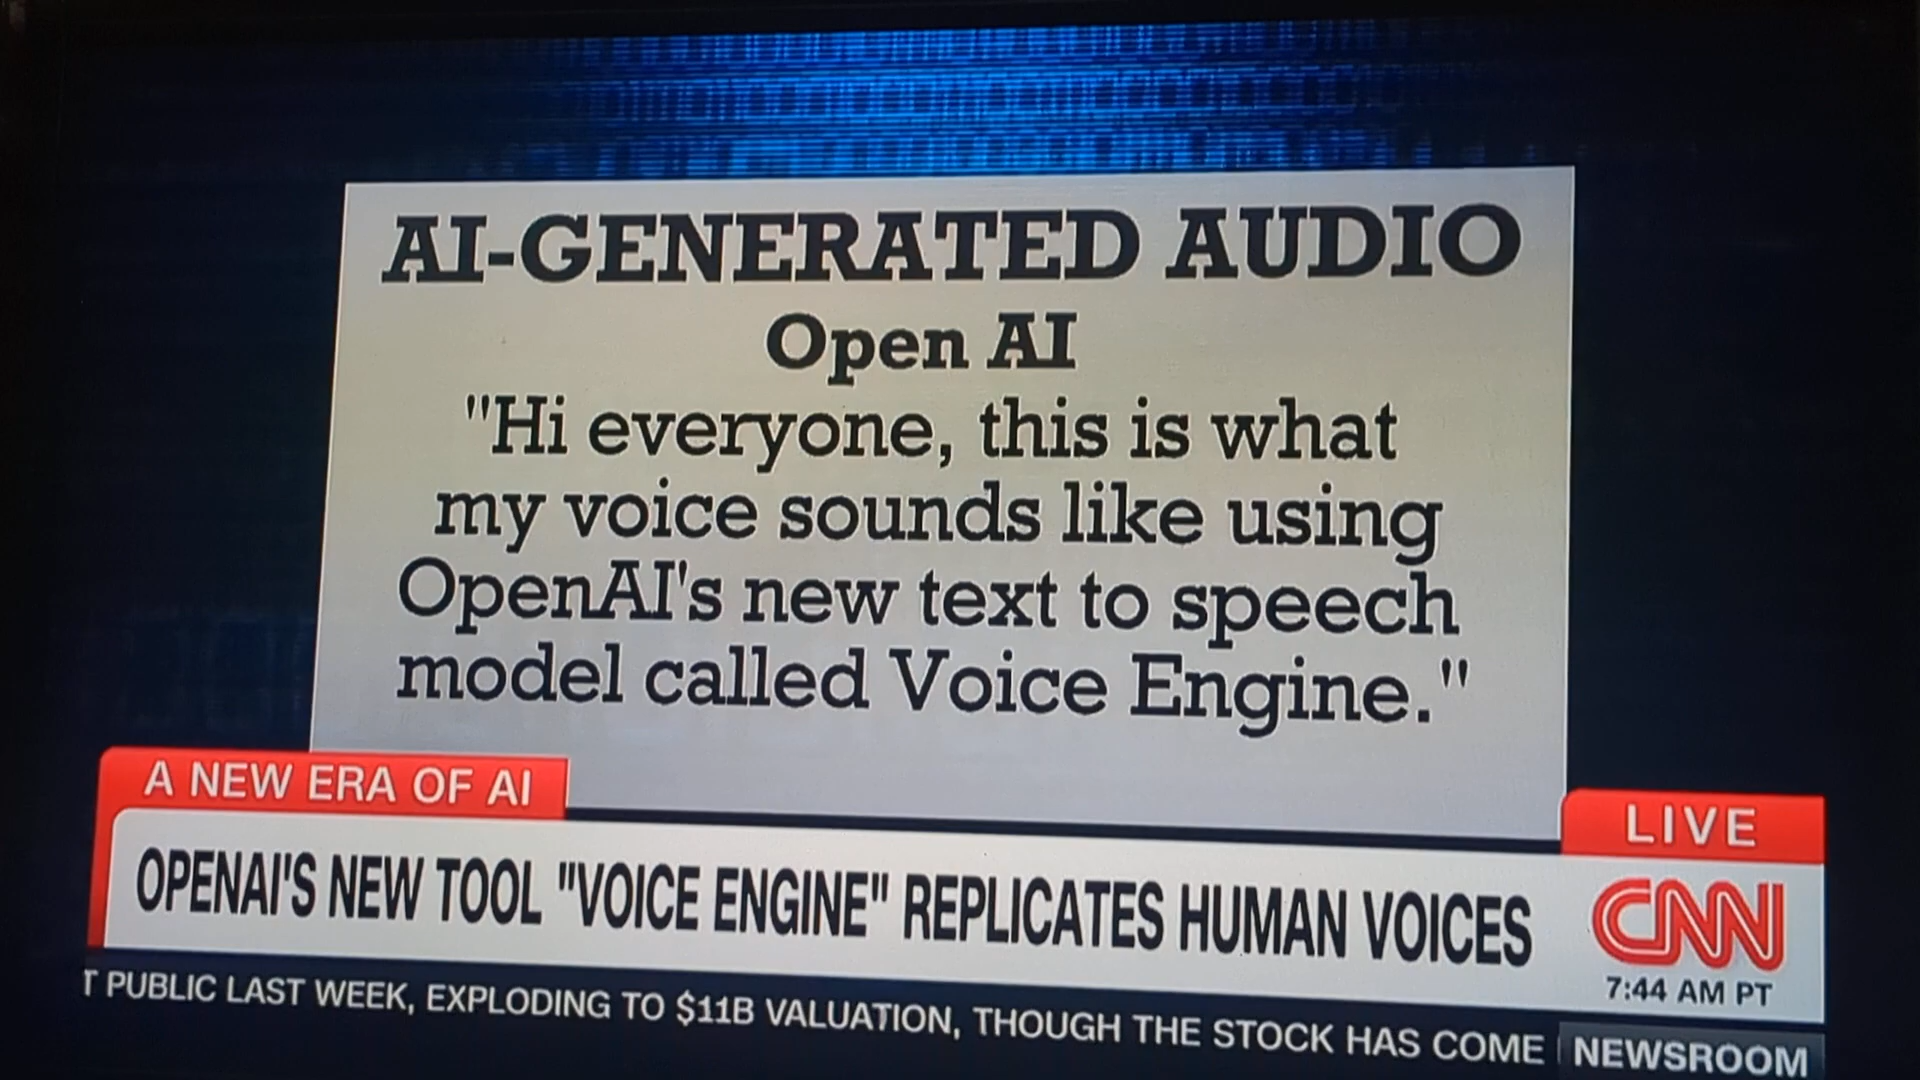 AI-GENERATED AUDIO
Open AI
"Hi everyone, this is what
my voice sounds like using
OpenAI's new text to speech
model called Voice Engine."
A NEW ERA OF AI
LIVE
OPENAI'S NEW TOOL "VOICE ENGINE" REPLICATES HUMAN VOICES
CNN
7:44 AM PT
T PUBLIC LAST WEEK, EXPLODING TO $11B VALUATION, THOUGH THE STOCK HAS COME
NEWSROOM